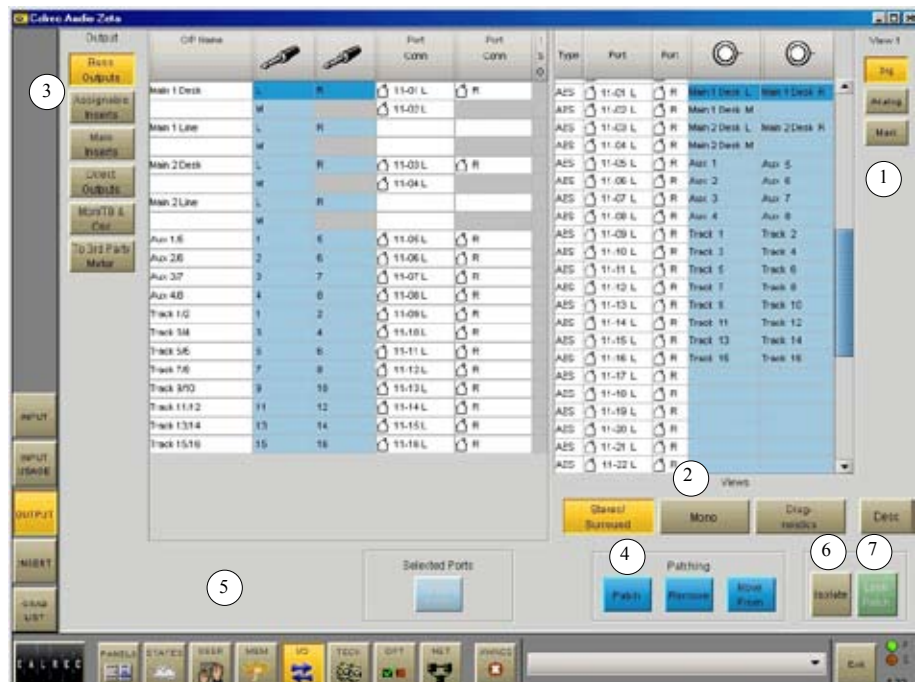 Calrec Audio Zeta
Output
Buss Outputs
Assignable Inserts
Main Inserts
Direct Outputs
Mon/TB &
To 3rd Party Meter
3
O/P Name
Port Conn
Port Conn
Main 1 Desk L R 11-01 L R
M 11-02 L
Main 1 Line L R
M
Main 2 Desk L R 11-03 L R
M 11-04 L
Main 2 Line L R
M
Aux 1/5 1 5 11-05 L R
Aux 2/6 2 6 11-06 L R
Aux 3/7 3 7 11-07 L R
Aux 4/8 4 8 11-08 L R
Track 1/2 1 2 11-09 L R
Track 3/4 3 4 11-10 L R
Track 5/6 5 6 11-11 L R
Track 7/8 7 8 11-12 L R
Track 9/10 9 10 11-13 L R
Track 11/12 11 12 11-14 L R
Track 13/14 13 14 11-15 L R
Track 15/16 15 16 11-16 L R
Type Port Port
AES 11-01 L R Main 1 Desk L Main 1 Desk R
AES 11-02 L R Main 1 Desk M
AES 11-03 L R Main 2 Desk L Main 2 Desk R
AES 11-04 L R Main 2 Desk M
AES 11-05 L R Aux 1 Aux 5
AES 11-06 L R Aux 2 Aux 6
AES 11-07 L R Aux 3 Aux 7
AES 11-08 L R Aux 4 Aux 8
AES 11-09 L R Track 1 Track 2
AES 11-10 L R Track 3 Track 4
AES 11-11 L R Track 5 Track 6
AES 11-12 L R Track 7 Track 8
AES 11-13 L R Track 9 Track 10
AES 11-14 L R Track 11 Track 12
AES 11-15 L R Track 13 Track 14
AES 11-16 L R Track 15 Track 16
AES 11-17 L R
AES 11-18 L R
AES 11-19 L R
AES 11-20 L R
AES 11-21 L R
AES 11-22 L R
View 1
Dig
Analog
1
2
Views
Stereo/ Surround
Mono
Diag- nostics
Desc
INPUT
INPUT USAGE
OUTPUT
INSERT
GRAB LIST
5
Selected Ports
4
Patching
Patch
Remove
Move From
6
7
Isolate
Lock Patch
CALREC
PANELS
STATES
USER
MEM
I/O
TECH
OPT
NET
Exit